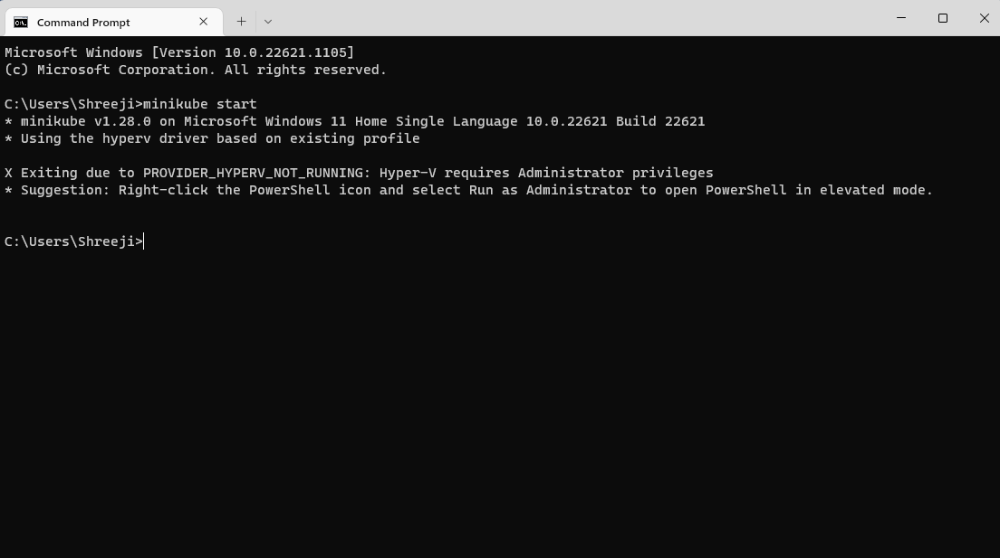 Command Prompt
Microsoft Windows [Version 10.0.22621.1105]
(c) Microsoft Corporation. All rights reserved.
C:\Users\Shreeji>minikube start
* minikube v1.28.0 on Microsoft Windows 11 Home Single Language 10.0.22621 Build 22621
* Using the hyperv driver based on existing profile
X Exiting due to PROVIDER_HYPERV_NOT_RUNNING: Hyper-V requires Administrator privileges
* Suggestion: Right-click the PowerShell icon and select Run as Administrator to open PowerShell in elevated mode.
C:\Users\Shreeji>